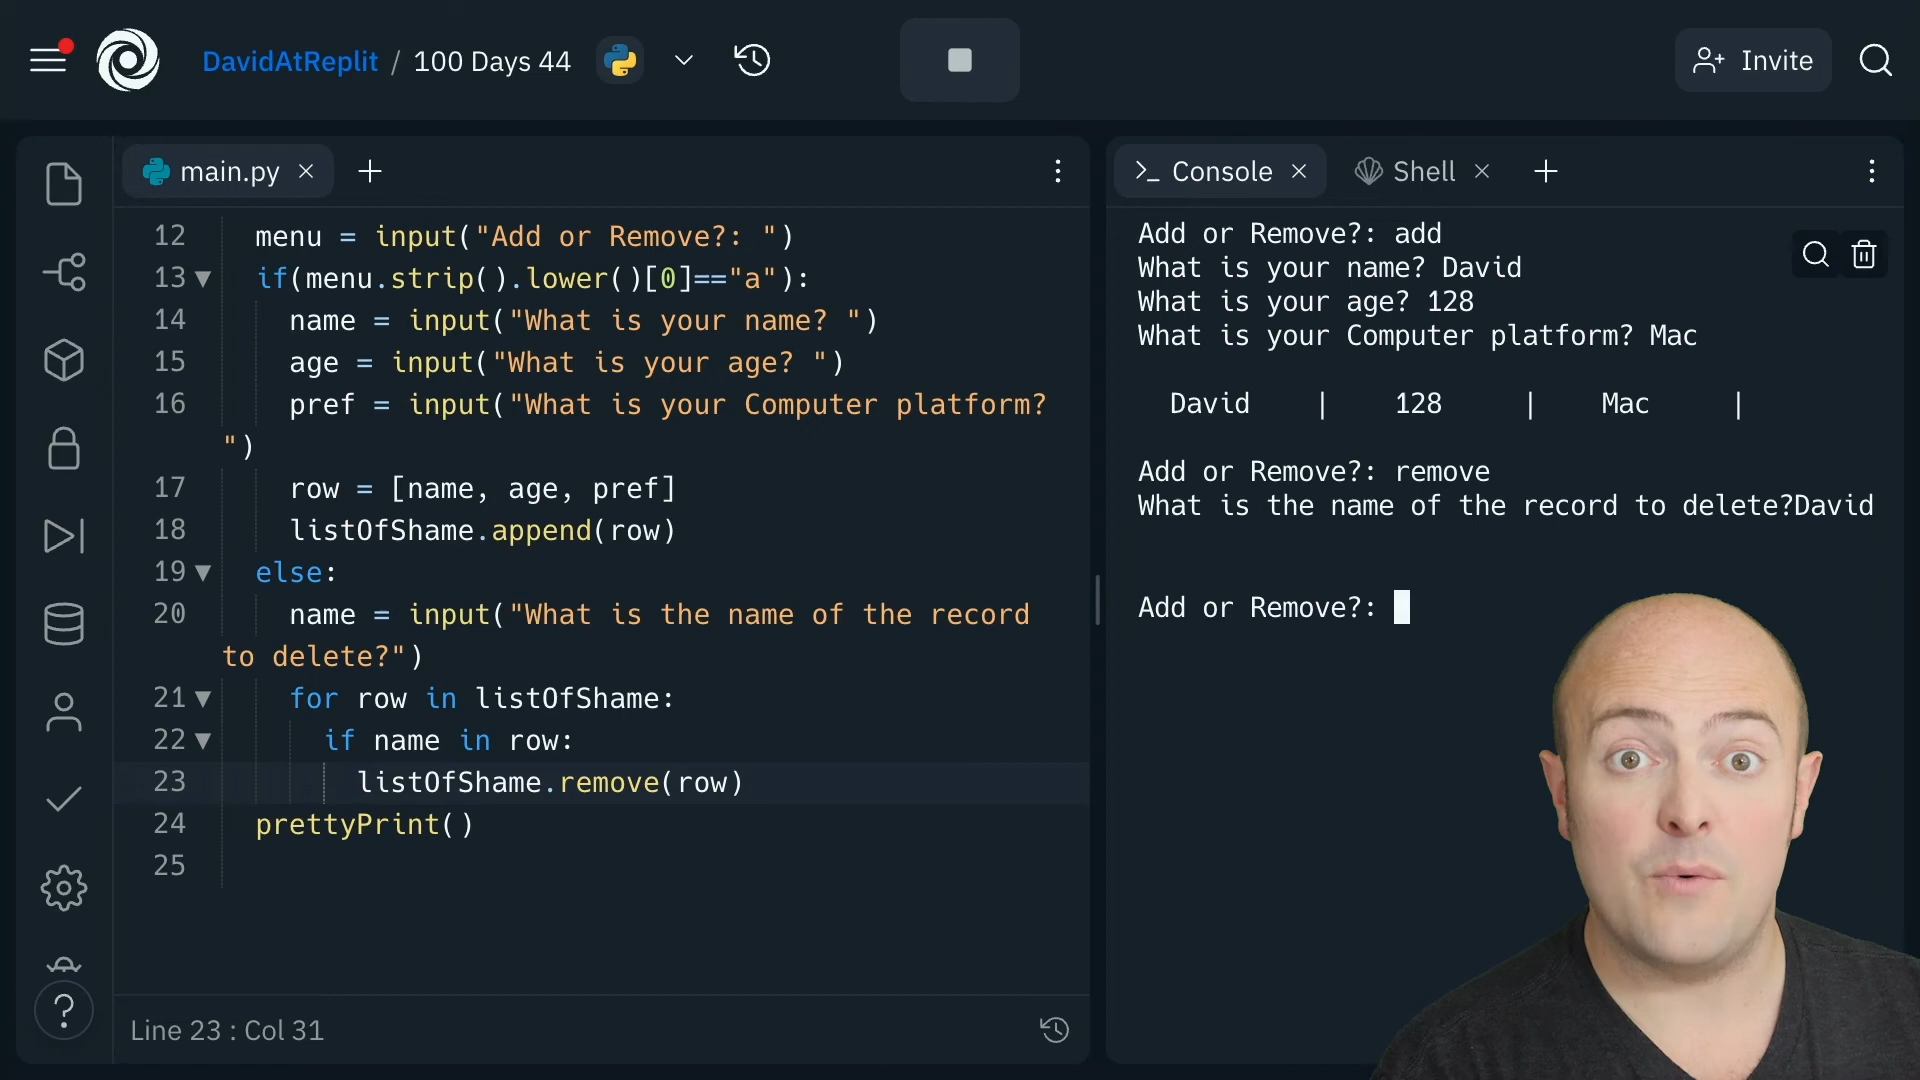 DavidAtReplit / 100 Days 44
Invite
main.py
12 menu = input("Add or Remove?: ")
13 if(menu.strip().lower()[0]=="a"):
14 name = input("What is your name? ")
15 age = input("What is your age? ")
16 pref = input("What is your Computer platform?
")
17 row = [name, age, pref]
18 listOfShame.append(row)
19 else:
20 name = input("What is the name of the record
to delete?")
21 for row in listOfShame:
22 if name in row:
23 listOfShame.remove(row)
24 prettyPrint()
25
Line 23 : Col 31
Console
Shell
Add or Remove?: add
What is your name? David
What is your age? 128
What is your Computer platform? Mac
David | 128 | Mac |
Add or Remove?: remove
What is the name of the record to delete?David
Add or Remove?: